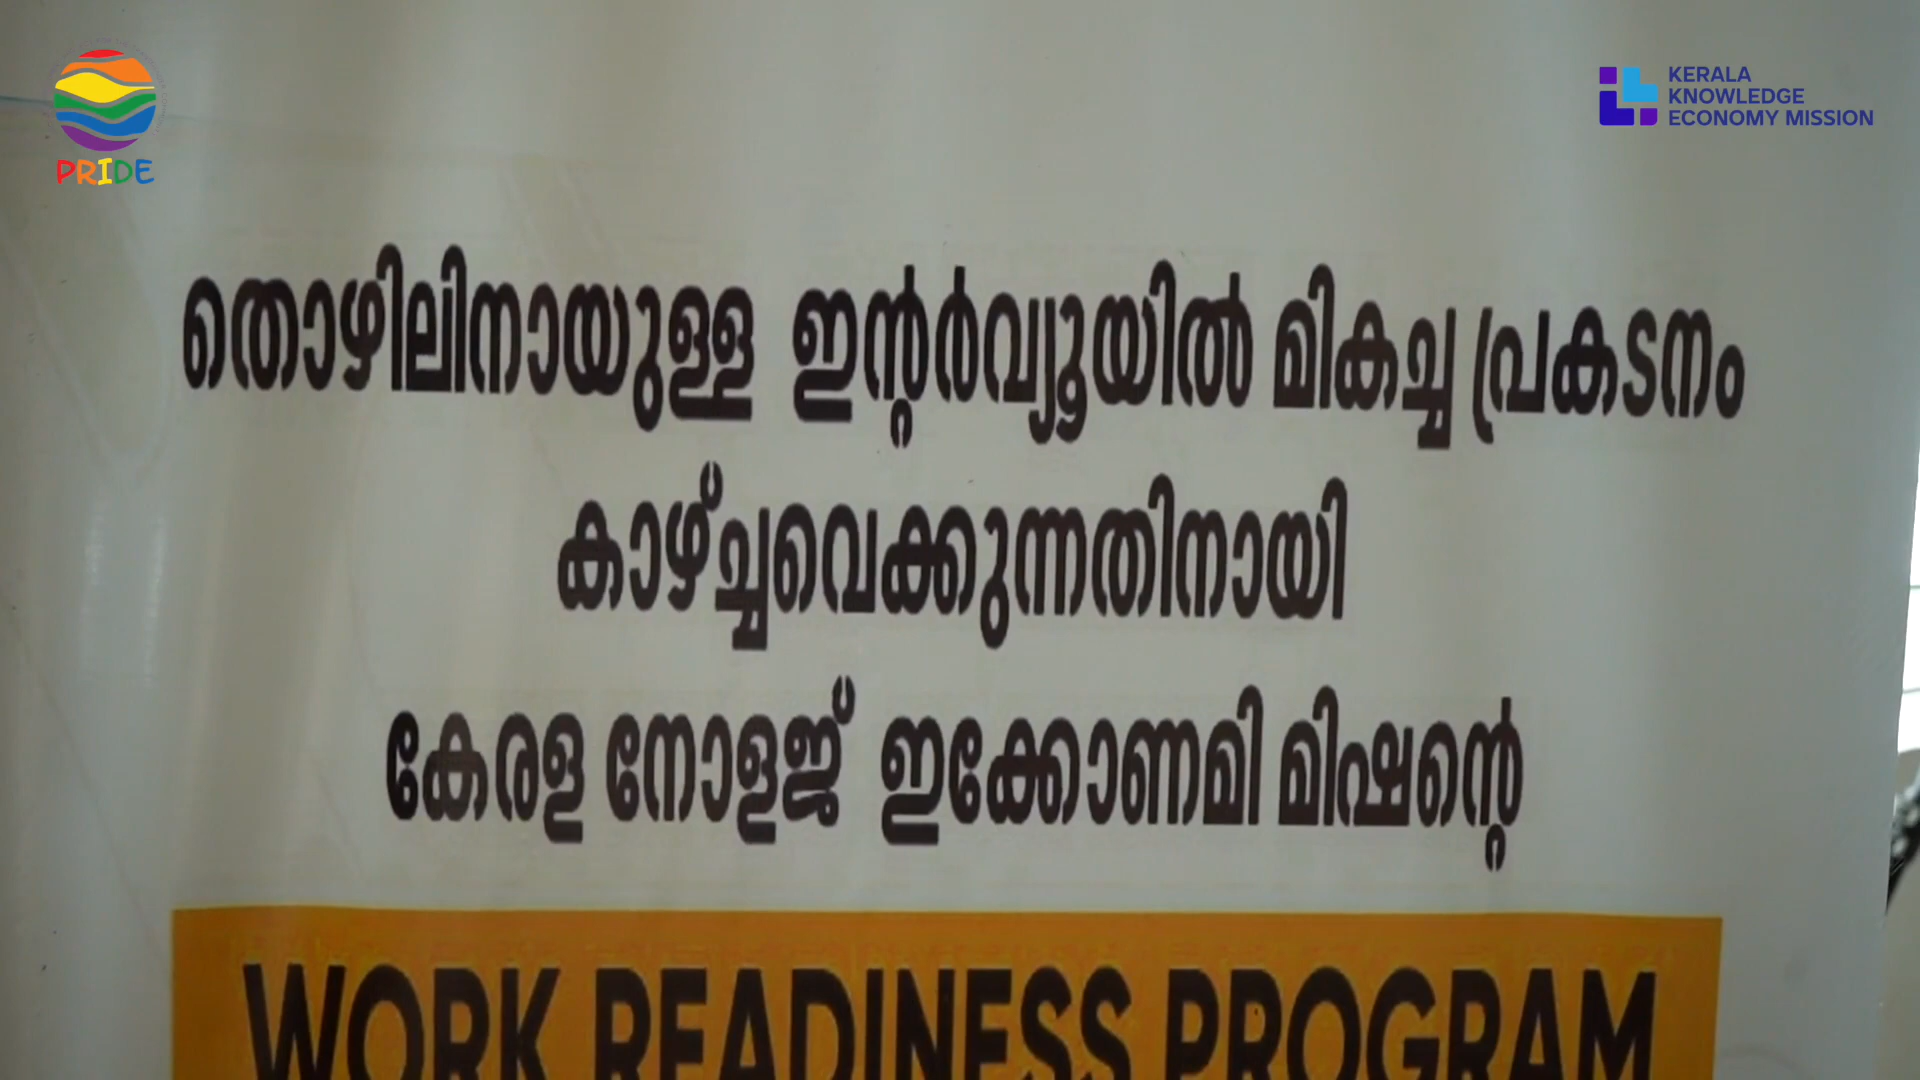 PRIDE
KERALA
KNOWLEDGE
ECONOMY MISSION
തൊഴിലിനായുള്ള ഇന്റർവ്യൂയിൽ മികച്ച പ്രകടനം
കാഴ്ച്ചവെക്കുന്നതിനായി
കേരള നോളജ് ഇക്കോണമി മിഷന്റെ
WORK READINESS PROGRAM